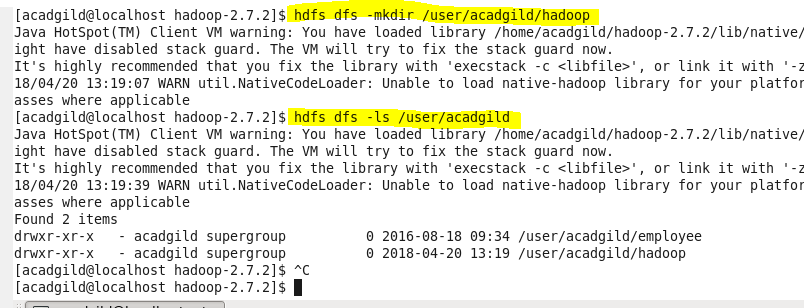 [acadgild@localhost hadoop-2.7.2]$ hdfs dfs -mkdir /user/acadgild/hadoop
Java HotSpot(TM) Client VM warning: You have loaded library /home/acadgild/hadoop-2.7.2/lib/native/
ight have disabled stack guard. The VM will try to fix the stack guard now.
It's highly recommended that you fix the library with 'execstack -c <libfile>', or link it with '-z
18/04/20 13:19:07 WARN util.NativeCodeLoader: Unable to load native-hadoop library for your platfor
asses where applicable
[acadgild@localhost hadoop-2.7.2]$ hdfs dfs -ls /user/acadgild
Java HotSpot(TM) Client VM warning: You have loaded library /home/acadgild/hadoop-2.7.2/lib/native/
ight have disabled stack guard. The VM will try to fix the stack guard now.
It's highly recommended that you fix the library with 'execstack -c <libfile>', or link it with '-z
18/04/20 13:19:39 WARN util.NativeCodeLoader: Unable to load native-hadoop library for your platfor
asses where applicable
Found 2 items
drwxr-xr-x   - acadgild supergroup          0 2016-08-18 09:34 /user/acadgild/employee
drwxr-xr-x   - acadgild supergroup          0 2018-04-20 13:19 /user/acadgild/hadoop
[acadgild@localhost hadoop-2.7.2]$ ^C
[acadgild@localhost hadoop-2.7.2]$